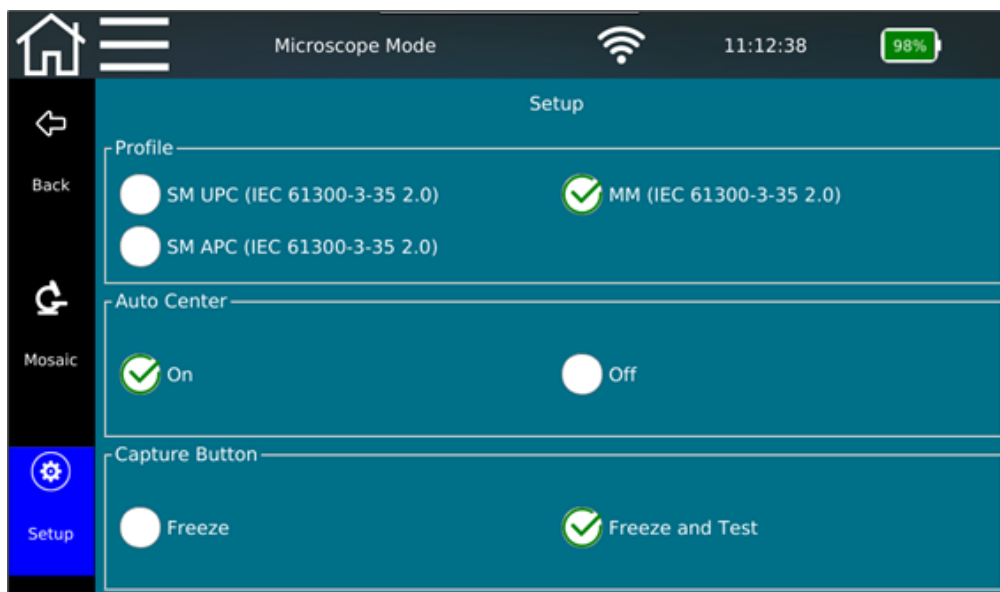 Microscope Mode 11:12:38 98%
Setup
Back
Mosaic
Setup
Profile
SM UPC (IEC 61300-3-35 2.0) MM (IEC 61300-3-35 2.0)
SM APC (IEC 61300-3-35 2.0)
Auto Center
On Off
Capture Button
Freeze Freeze and Test